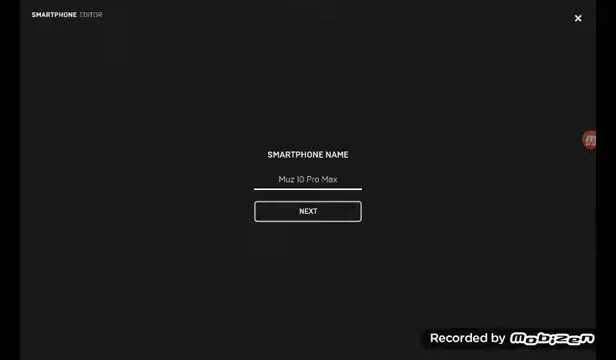 SMARTPHONE EDITOR
×
SMARTPHONE NAME
Muz 10 Pro Max
NEXT
Recorded by Mobizen